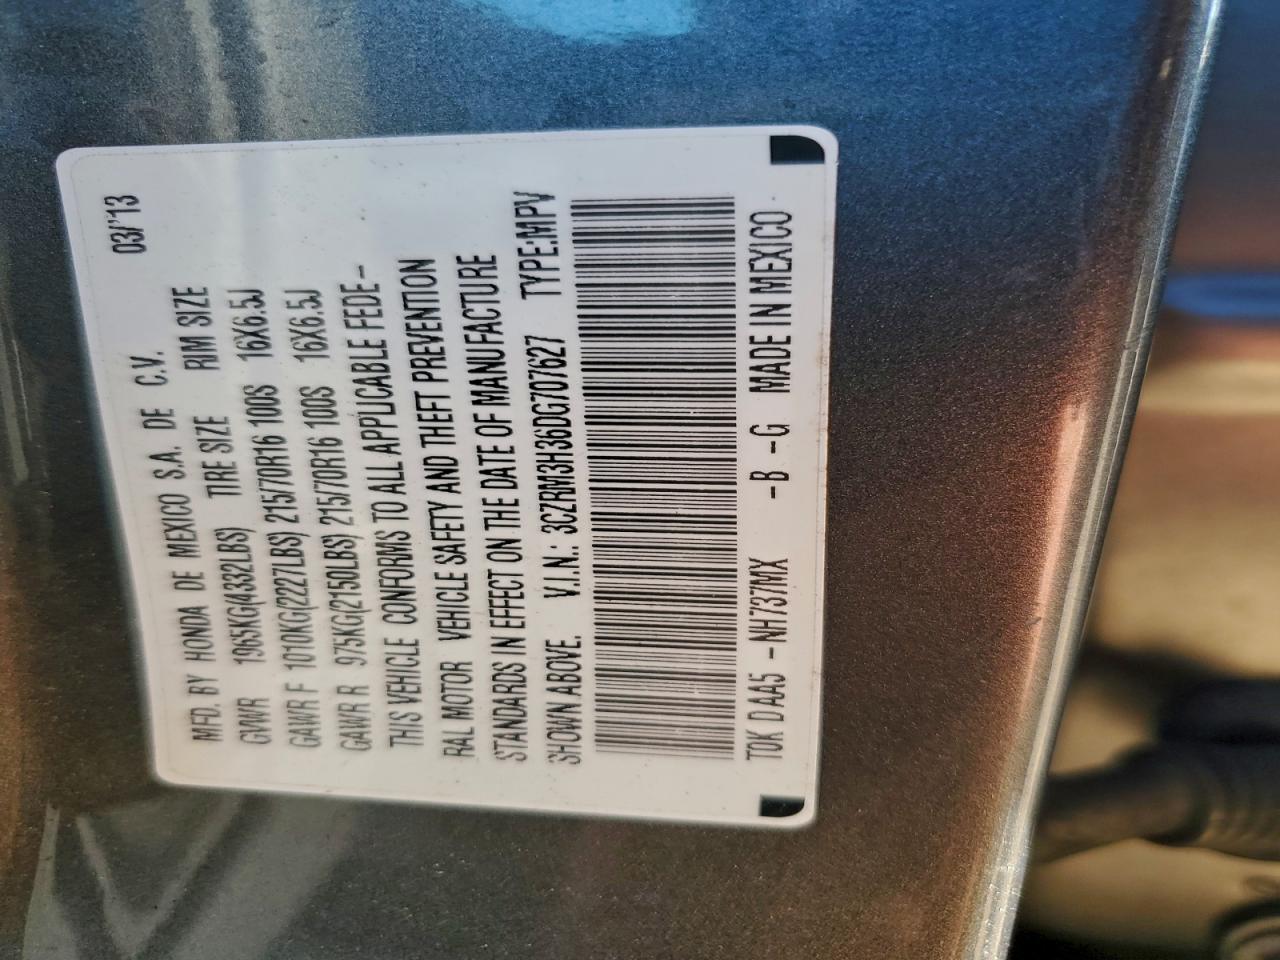 03/'13
MFD. BY HONDA DE MEXICO S.A. DE C.V.
GVWR 1965KG(4332LBS) TIRE SIZE RIM SIZE
GAWR F 1010KG(2227LBS) 215/70R16 100S 16X6.5J
GAWR R 975KG(2150LBS) 215/70R16 100S 16X6.5J
THIS VEHICLE CONFORMS TO ALL APPLICABLE FEDE-
RAL MOTOR VEHICLE SAFETY AND THEFT PREVENTION
STANDARDS IN EFFECT ON THE DATE OF MANUFACTURE
SHOWN ABOVE. V.I.N.: 3CZRM3H36DG707627 TYPE:MPV
T0K D AA5 -NH737MX -B -G MADE IN MEXICO